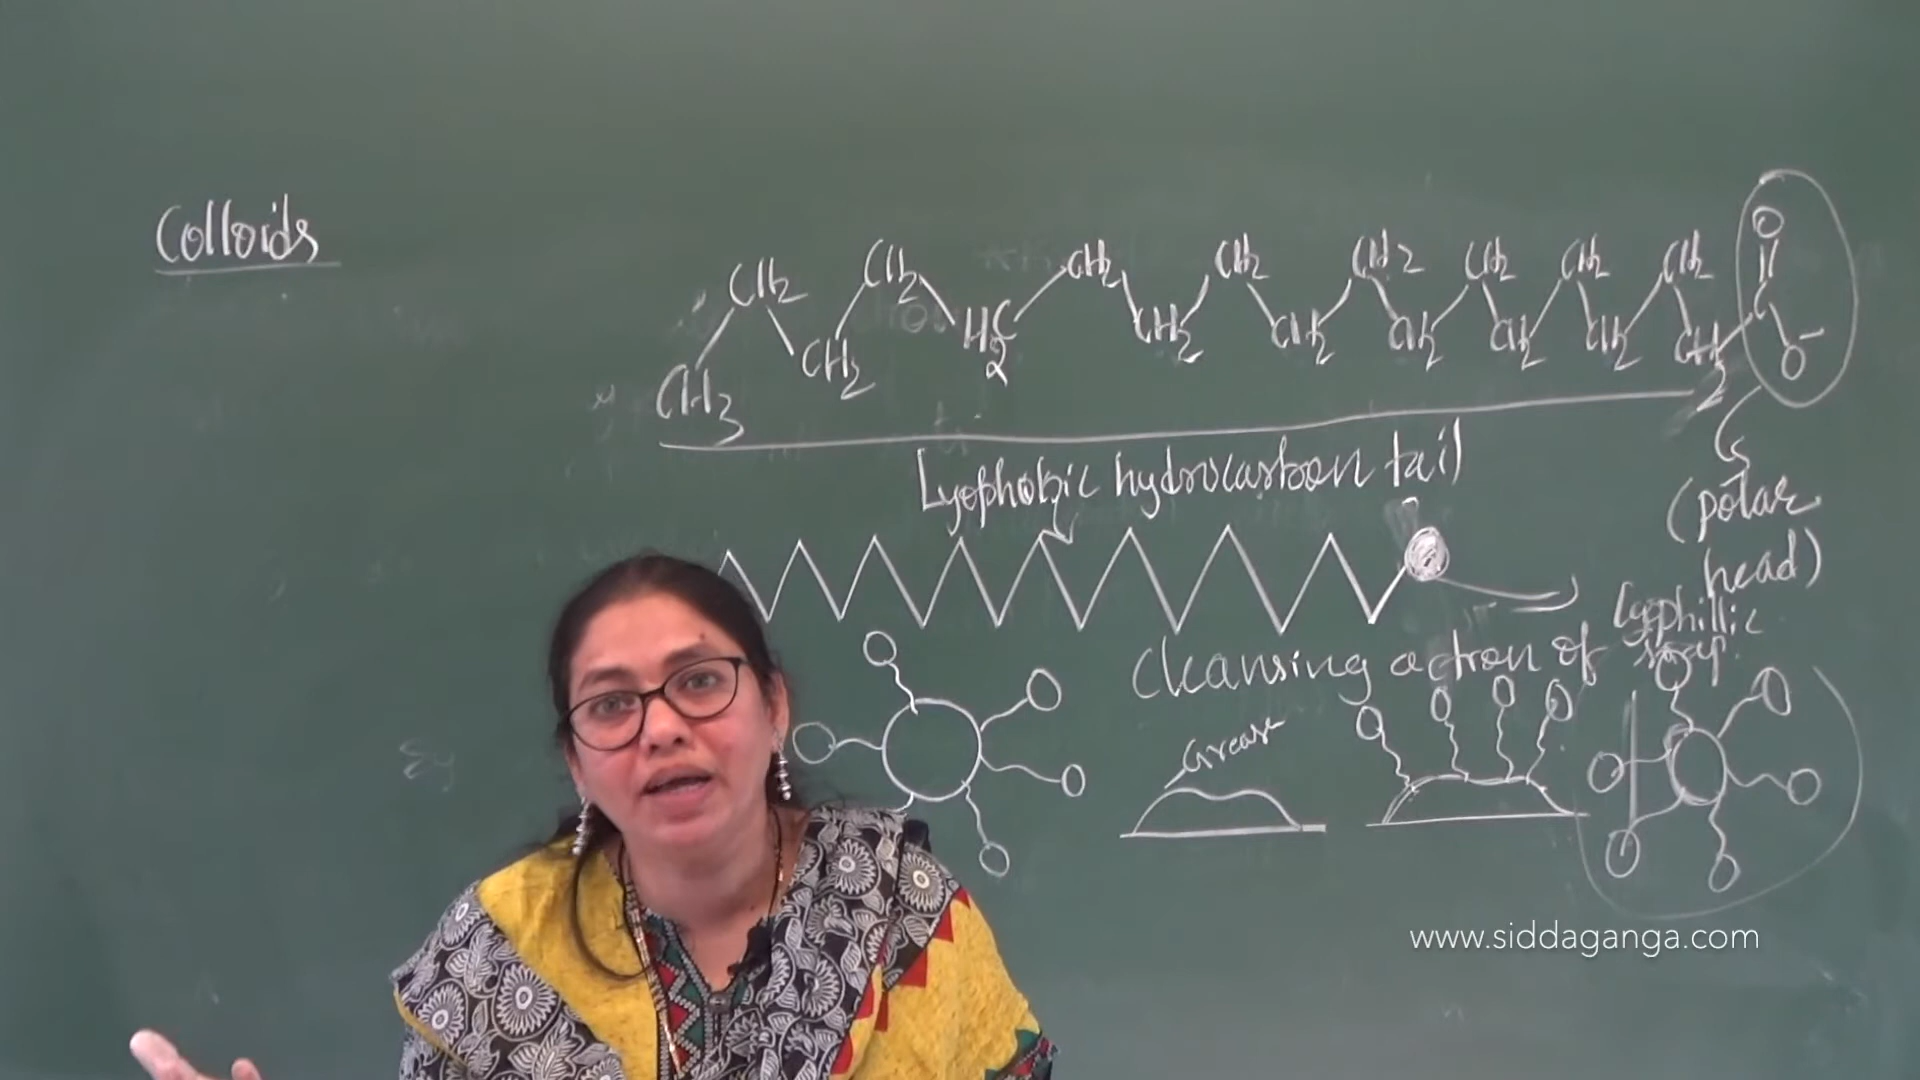 Colloids
CH2 CH2 CH2 CH2 CH2 CH2 CH2 CH2 O
CH3 CH2 H2C CH2 CH2 CH2 CH2 CH2 CH2 C O-
Lyophobic hydrocarbon tail
(polar
head)
Lyophillic
Cleansing action of soap.
Grease
www.siddaganga.com